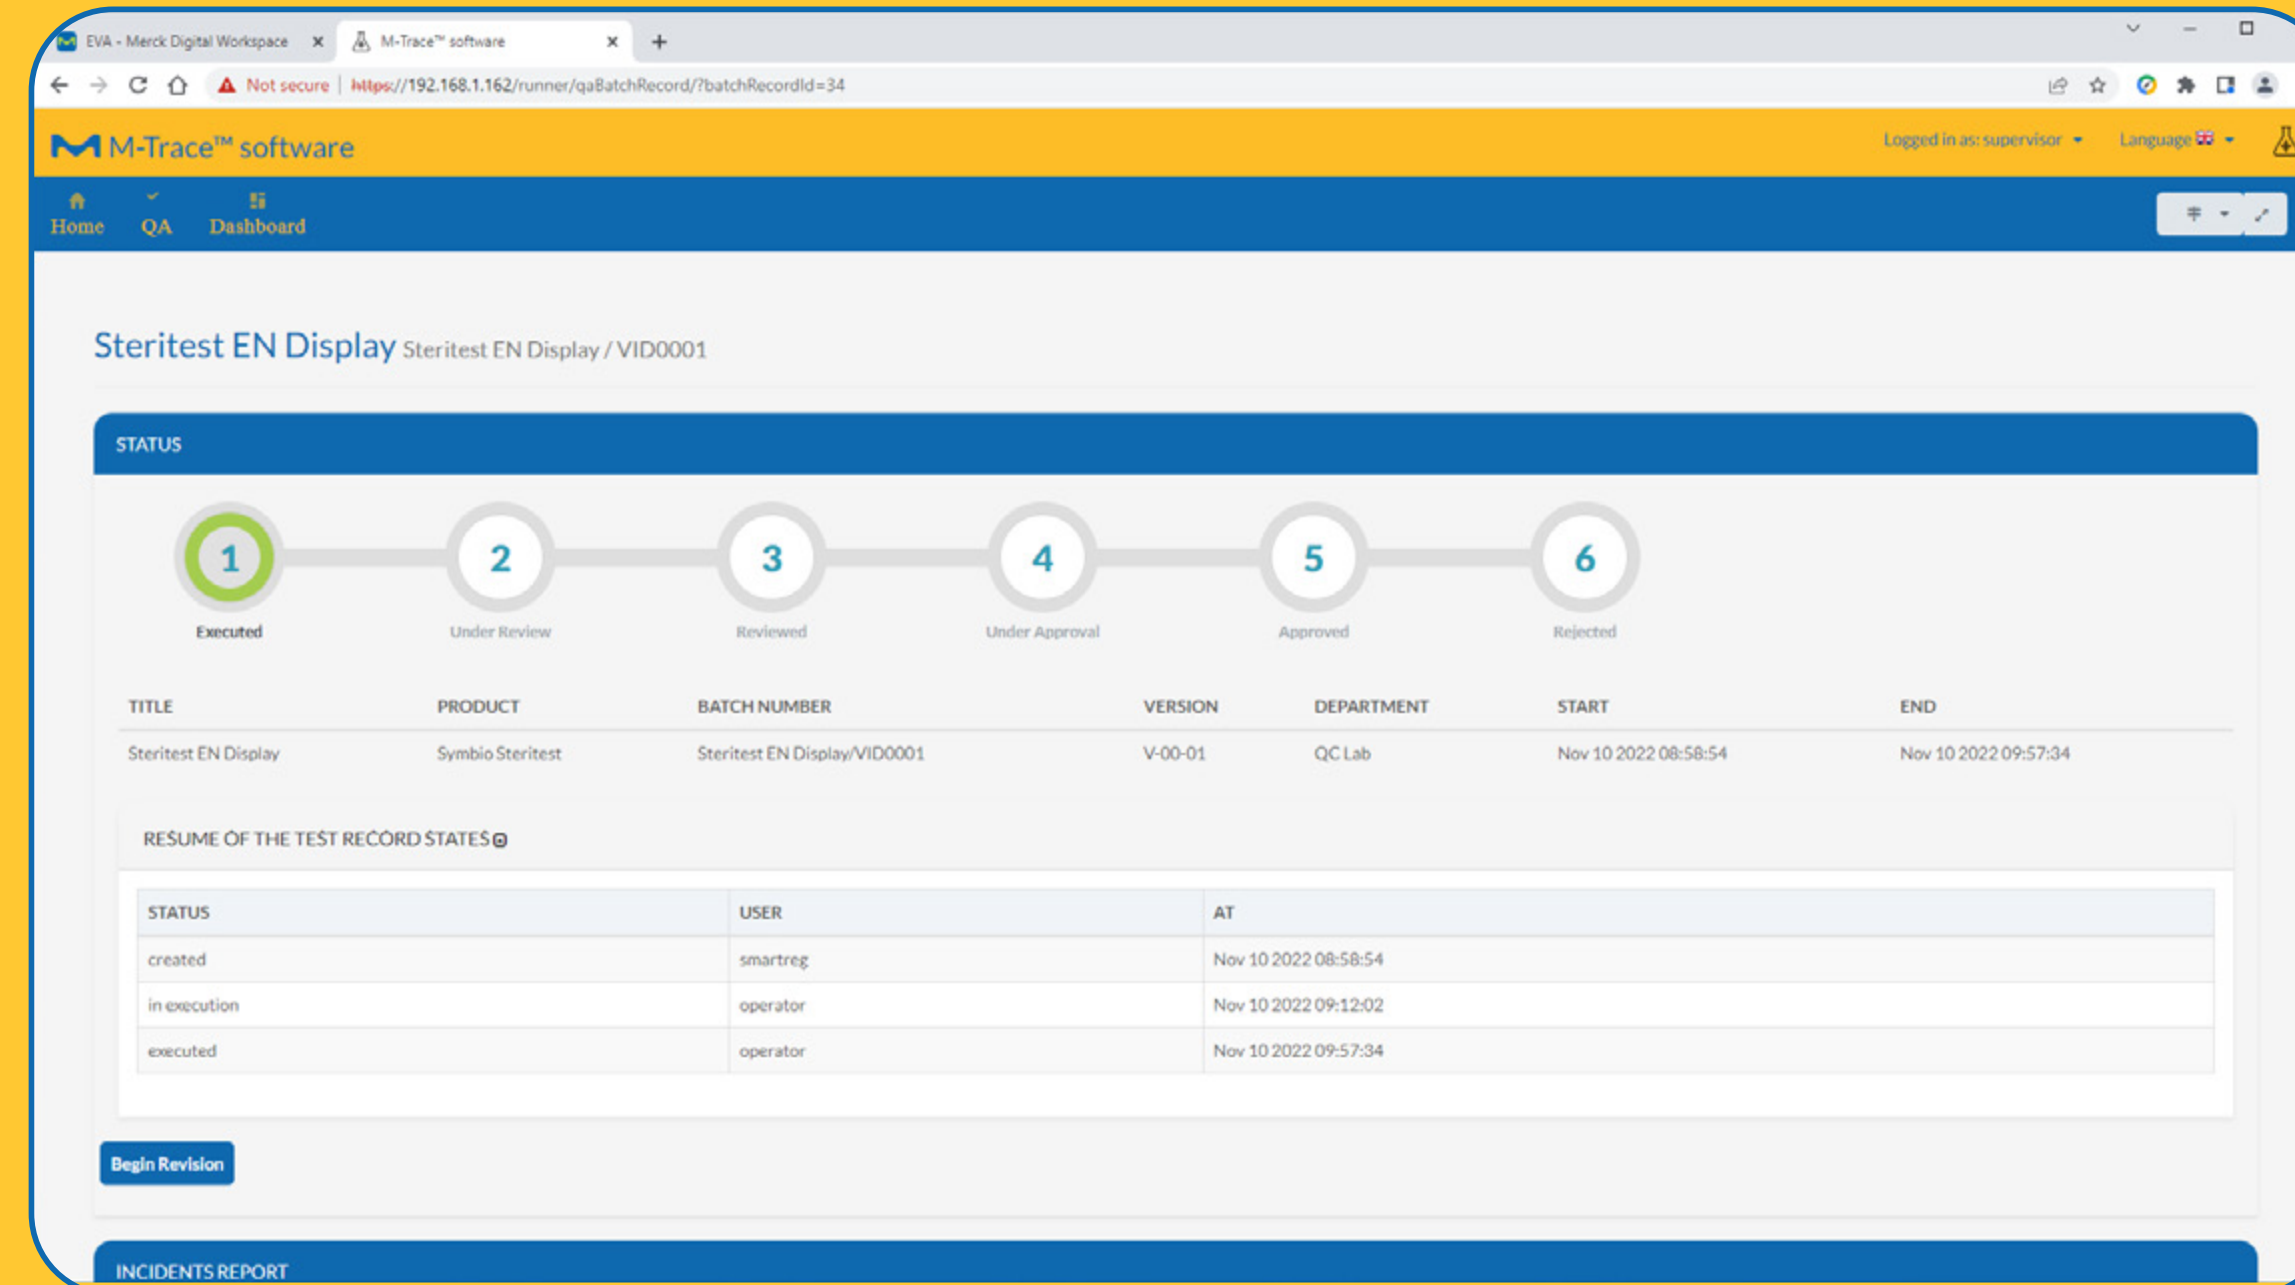 EVA - Merck Digital Workspace
M-Trace™ software
Not secure | https://192.168.1.162/runner/qaBatchRecord/?batchRecordId=34
M-Trace™ software
Logged in as: supervisor
Language
Home QA Dashboard
Steritest EN Display Steritest EN Display / VID0001
STATUS
1 2 3 4 5 6
Executed Under Review Reviewed Under Approval Approved Rejected
TITLE PRODUCT BATCH NUMBER VERSION DEPARTMENT START END
Steritest EN Display Symbio Steritest Steritest EN Display/VID0001 V-00-01 QC Lab Nov 10 2022 08:58:54 Nov 10 2022 09:57:34
RESUME OF THE TEST RECORD STATES
STATUS USER AT
created smartreg Nov 10 2022 08:58:54
in execution operator Nov 10 2022 09:12:02
executed operator Nov 10 2022 09:57:34
Begin Revision
INCIDENTS REPORT